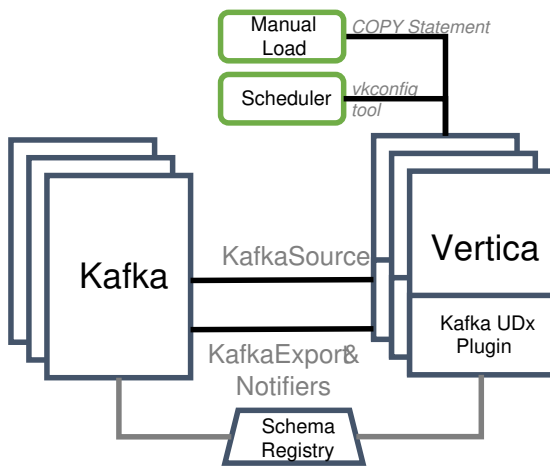 Manual
Load
COPY Statement
Scheduler
vkconfig
tool
Kafka
KafkaSource
Vertica
KafkaExport&
Notifiers
Kafka UDx
Plugin
Schema
Registry